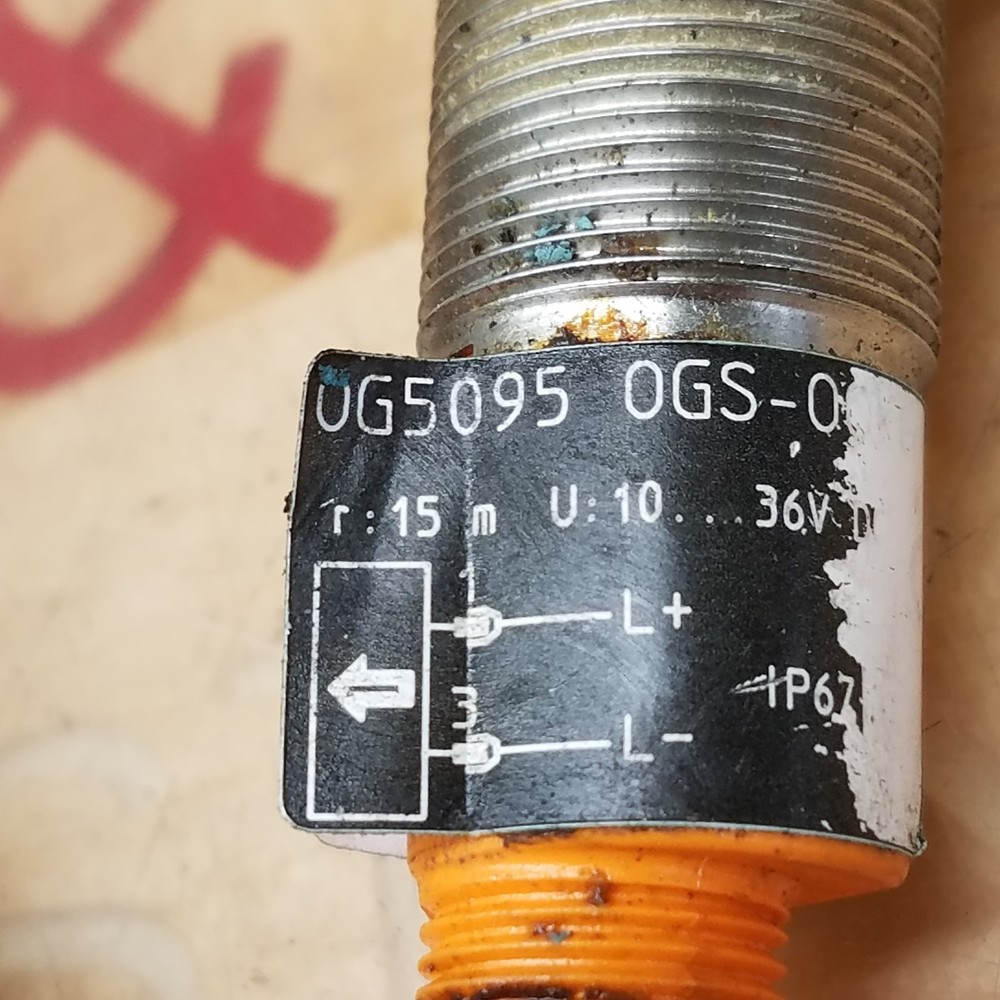 OG5095 OGS-O
r:15 m U:10....36V D
1
L+
IP67
3
L-